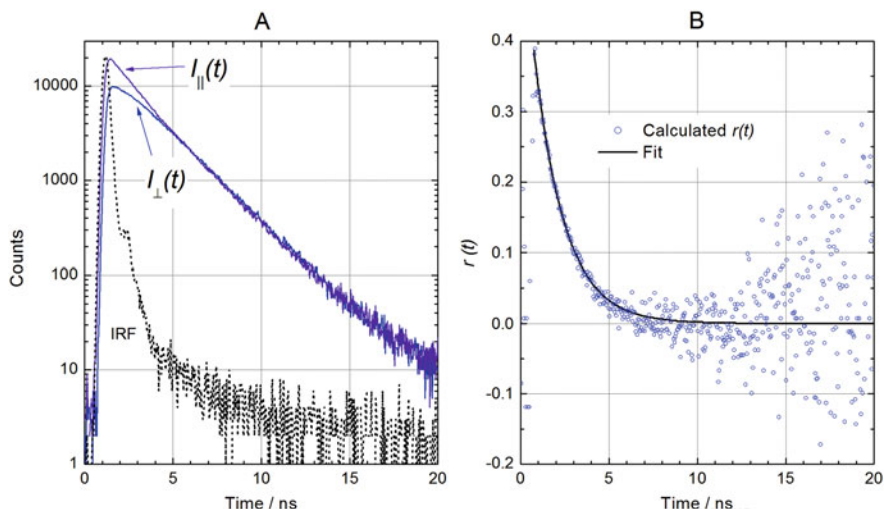 A
I||(t)
I⊥(t)
IRF
Counts
10000
1000
100
10
1
0
5
10
15
20
Time / ns
B
Calculated r(t)
Fit
r (t)
0.4
0.3
0.2
0.1
0.0
-0.1
-0.2
0
5
10
15
20
Time / ns